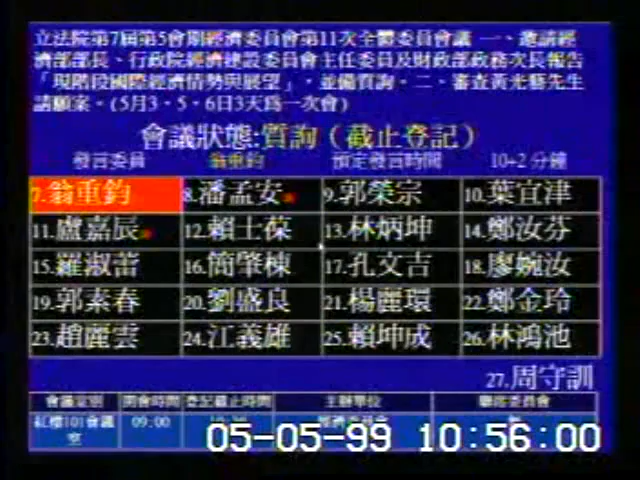 立法院第7屆第5會期經濟委員會第11次全體委員會議 一、邀請經
濟部部長、行政院經濟建設委員會主任委員及財政部政務次長報告
「現階段國際經濟情勢與展望」，並備質詢。二、審查黃光藝先生
請願案。(5月3、5、6日3天為一次會)
會議狀態:質詢（截止登記）
發言委員 翁重鈞 預定發言時間 10+2 分鐘
7.翁重鈞 8.潘孟安 9.郭榮宗 10.葉宜津
11.盧嘉辰 12.賴士葆 13.林炳坤 14.鄭汝芬
15.羅淑蕾 16.簡肇棟 17.孔文吉 18.廖婉汝
19.郭素春 20.劉盛良 21.楊麗環 22.鄭金玲
23.趙麗雲 24.江義雄 25.賴坤成 26.林鴻池
27.周守訓
會議室別 開會時間 登記截止時間 主辦單位 聯席委員會
紅樓101會議室 09:00
05-05-99 10:56:00